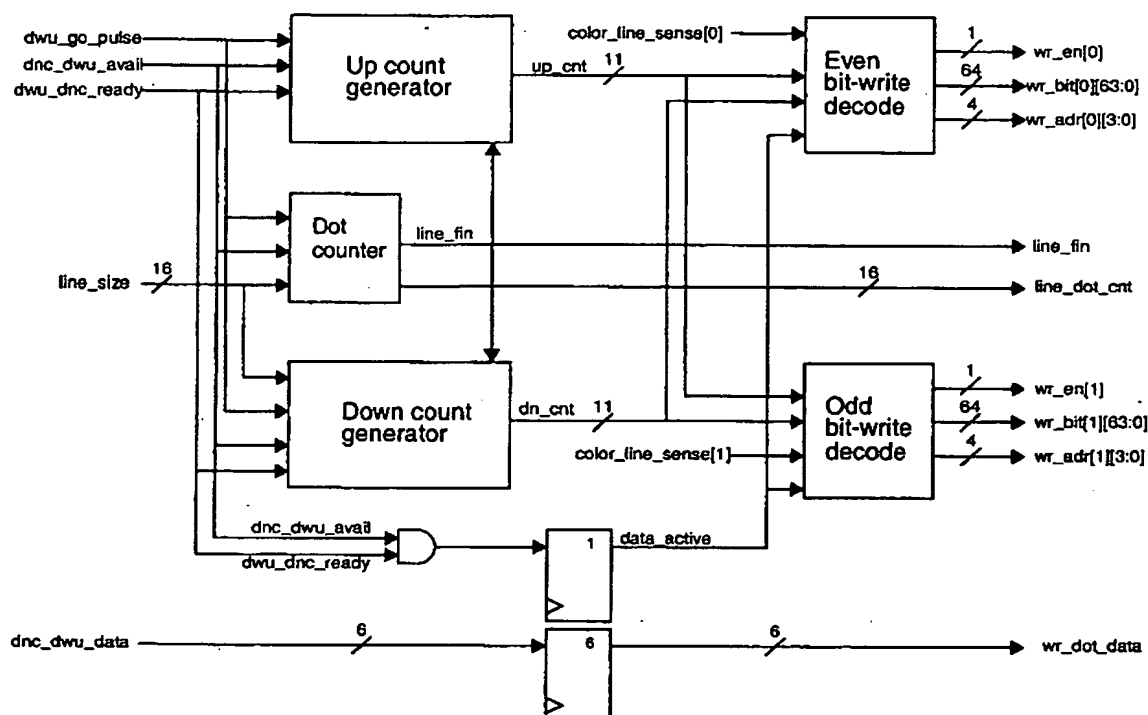 dwu_go_pulse
dnc_dwu_avail
dwu_dnc_ready
Up count
generator
up_cnt
11
color_line_sense[0]
Even
bit-write
decode
1
wr_en[0]
64
wr_bit[0][63:0]
4
wr_adr[0][3:0]
line_size
16
Dot
counter
line_fin
line_fin
16
line_dot_cnt
Down count
generator
dn_cnt
11
color_line_sense[1]
Odd
bit-write
decode
1
wr_en[1]
64
wr_bit[1][63:0]
4
wr_adr[1][3:0]
dnc_dwu_avail
dwu_dnc_ready
1
data_active
dnc_dwu_data
6
6
6
wr_dot_data